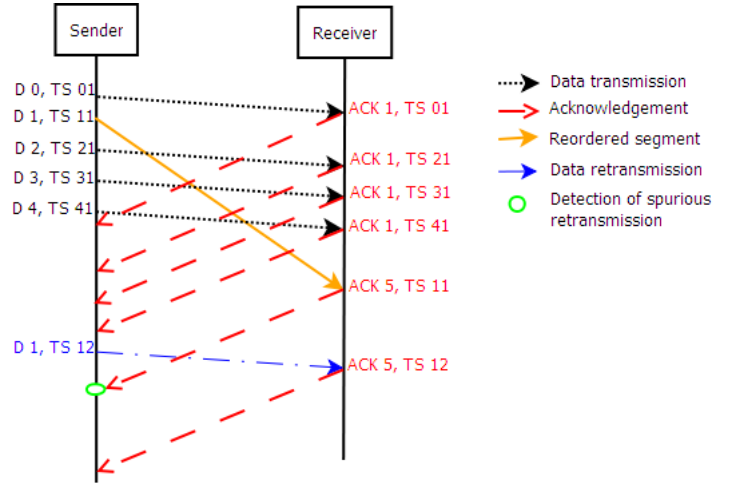 Sender
Receiver
D 0, TS 01
D 1, TS 11
D 2, TS 21
D 3, TS 31
D 4, TS 41
D 1, TS 12
ACK 1, TS 01
ACK 1, TS 21
ACK 1, TS 31
ACK 1, TS 41
ACK 5, TS 11
ACK 5, TS 12
Data transmission
Acknowledgement
Reordered segment
Data retransmission
Detection of spurious
retransmission